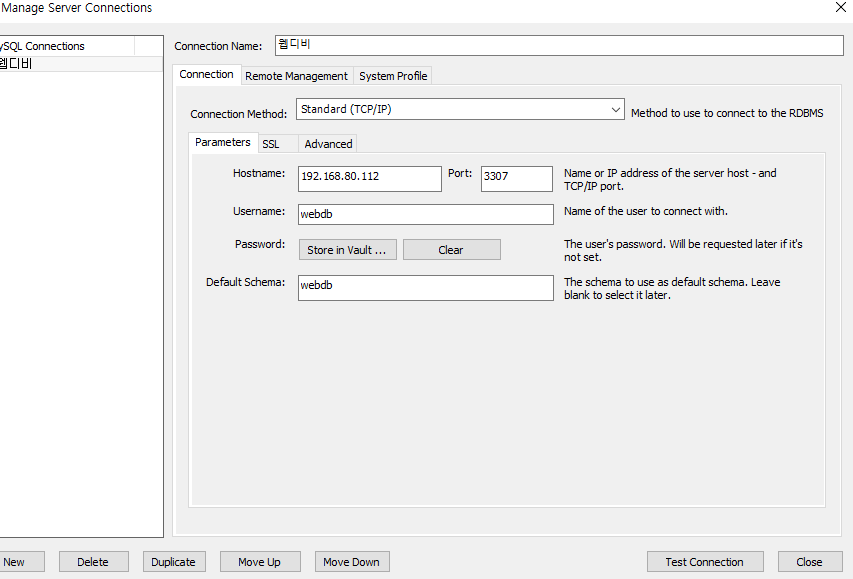 Manage Server Connections
ySQL Connections
웹디비
Connection Name: 웹디비
Connection Remote Management System Profile
Connection Method: Standard (TCP/IP) Method to use to connect to the RDBMS
Parameters SSL Advanced
Hostname: 192.168.80.112 Port: 3307 Name or IP address of the server host - and
TCP/IP port.
Username: webdb Name of the user to connect with.
Password: Store in Vault ... Clear The user's password. Will be requested later if it's
not set.
Default Schema: webdb The schema to use as default schema. Leave
blank to select it later.
New Delete Duplicate Move Up Move Down Test Connection Close